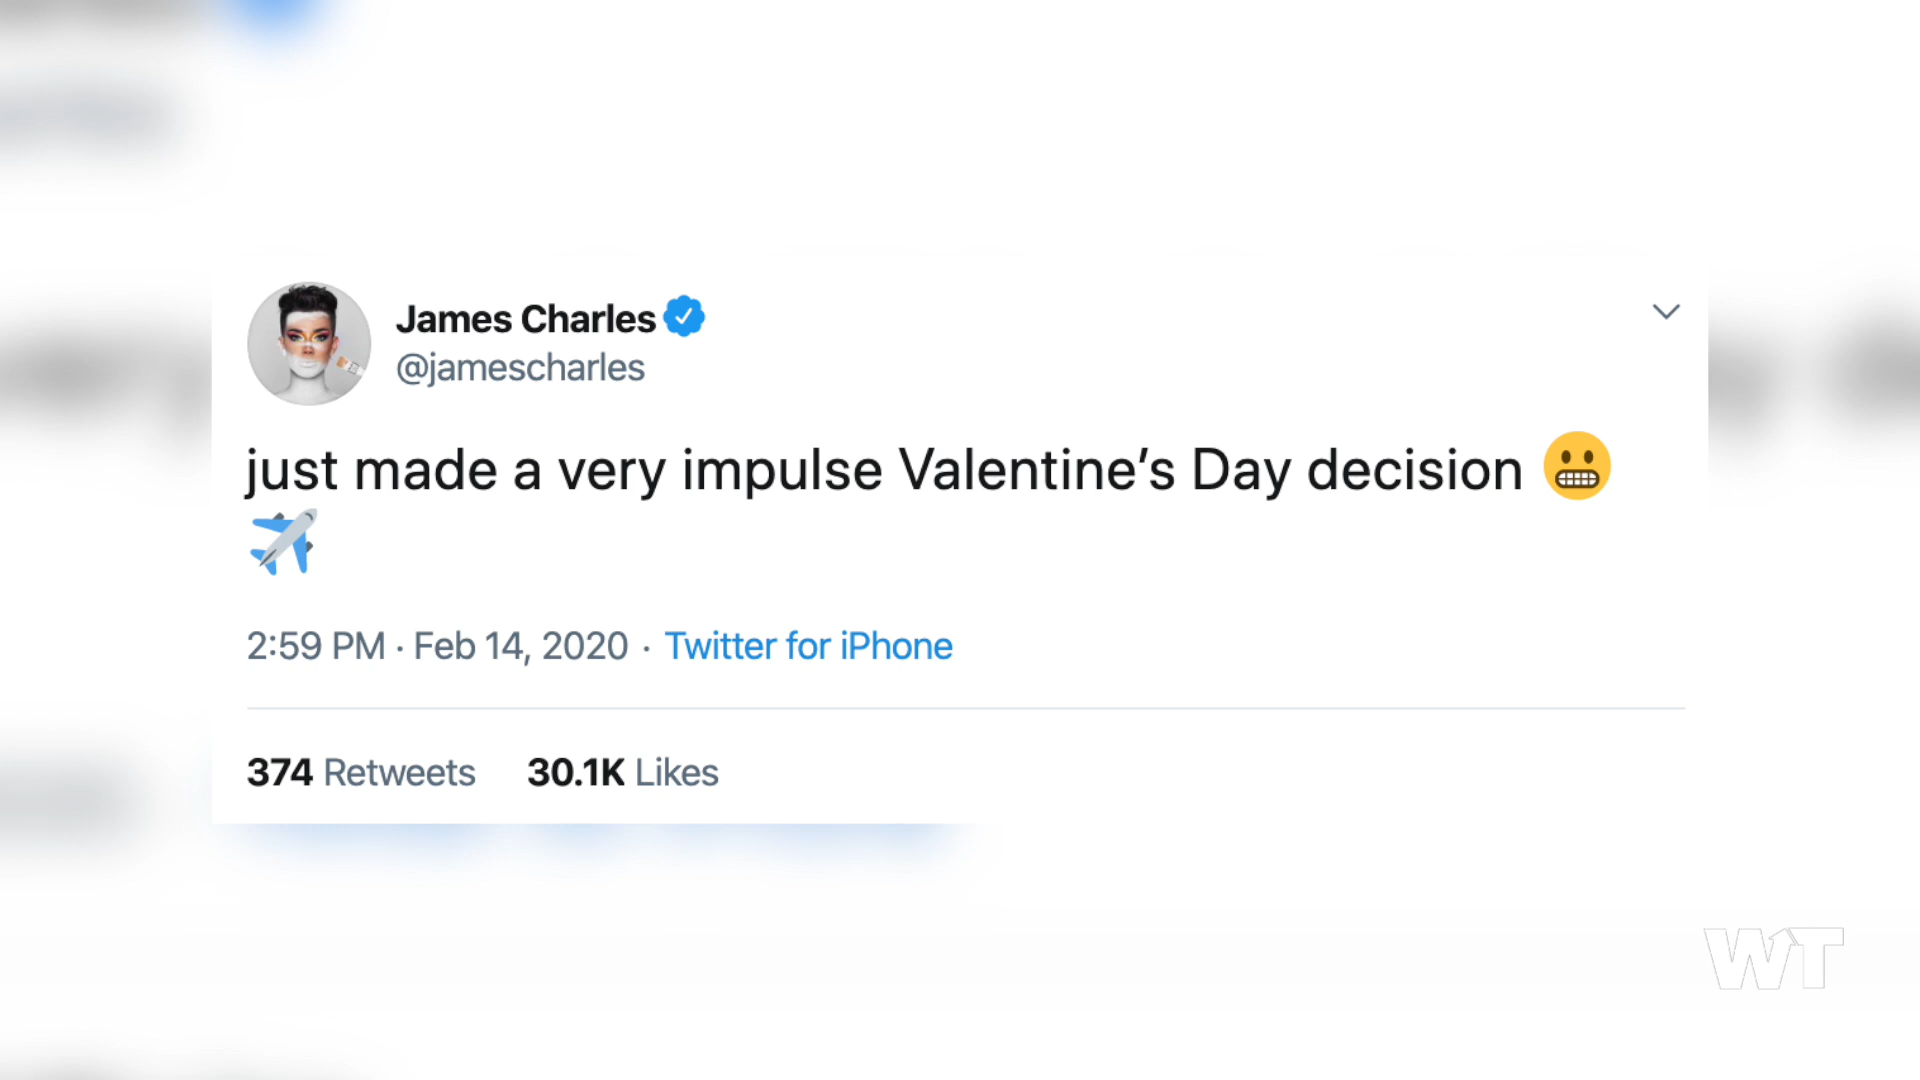 James Charles
@jamescharles
just made a very impulse Valentine’s Day decision 😬
✈️
2:59 PM · Feb 14, 2020 · Twitter for iPhone
374 Retweets 30.1K Likes
WT